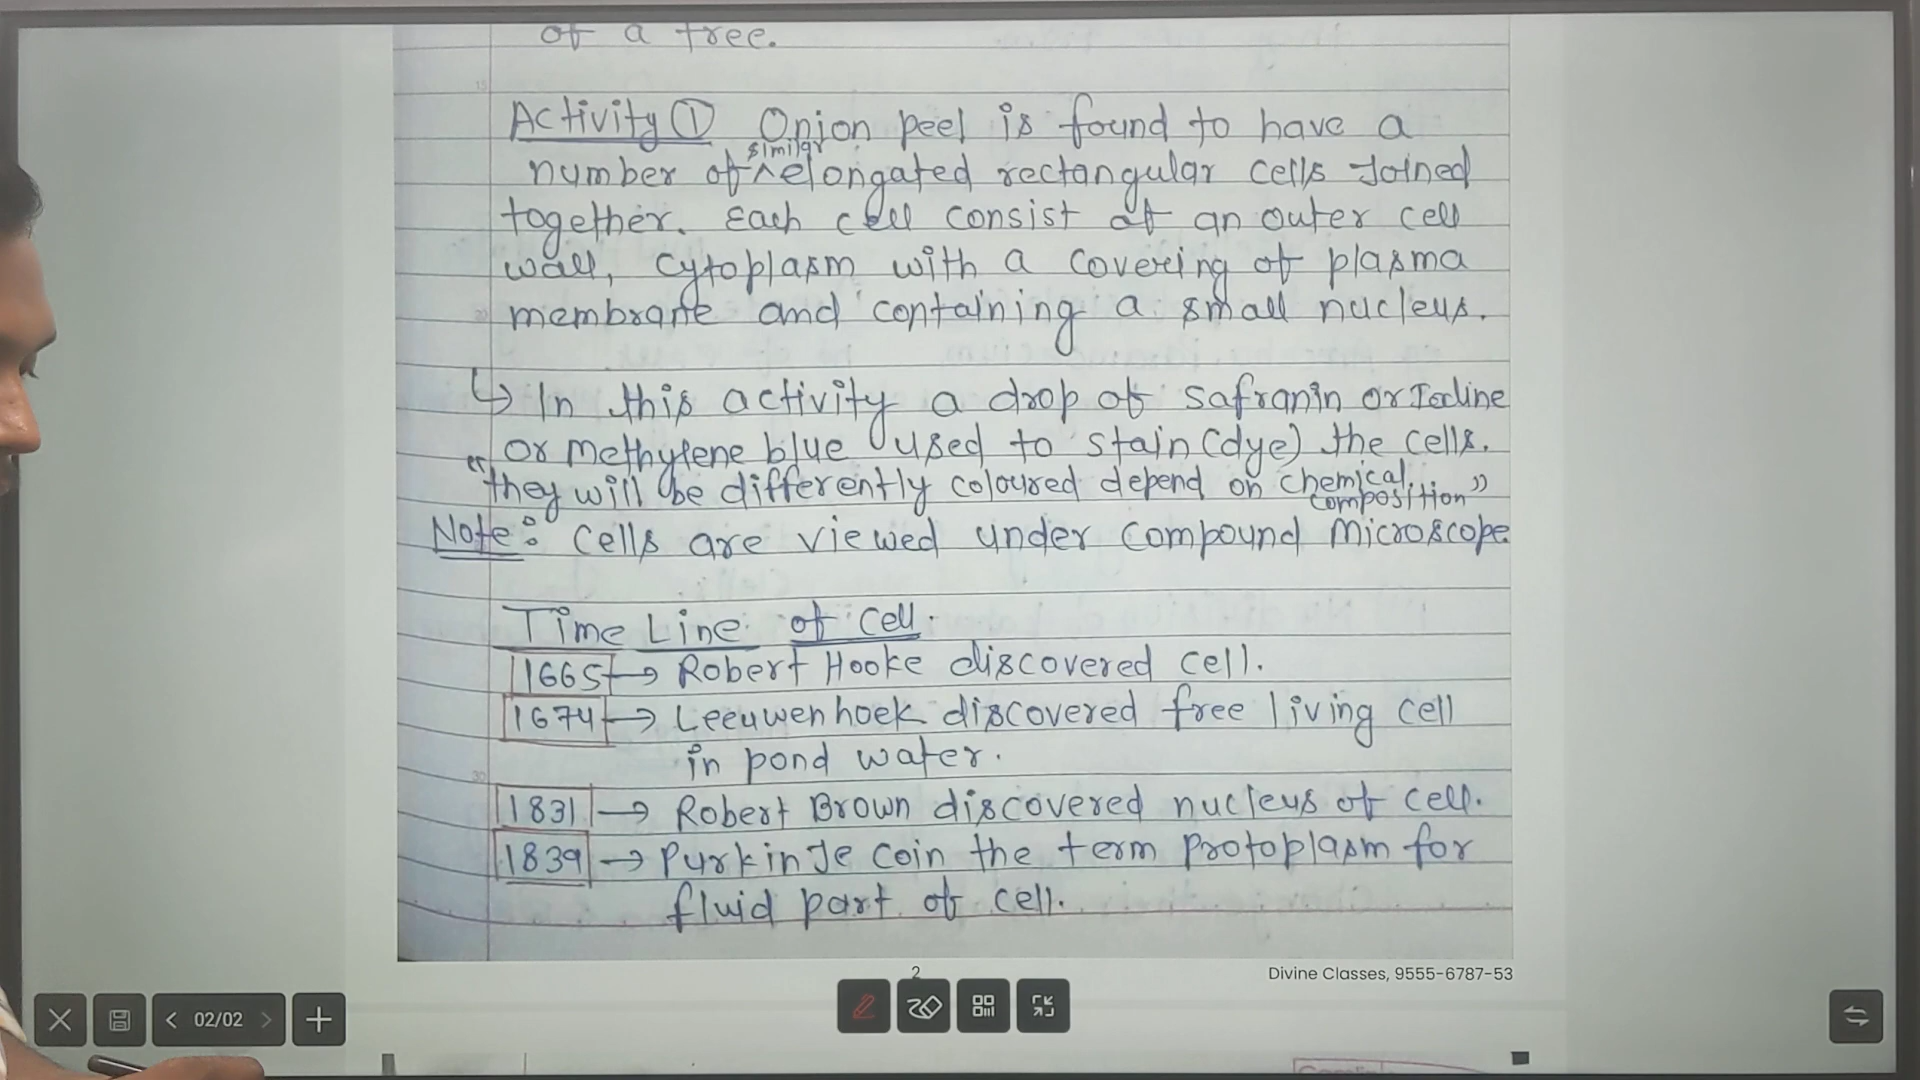 of a tree.
Activity ① Onion peel is found to have a
similar
number of ^ elongated rectangular cells Joined
together. Each cell consist of an outer cell
wall, cytoplasm with a covering of plasma
membrane and containing a small nucleus.
↳ In this activity a drop of safranin or Iodine
or methylene blue used to stain (dye) the cells.
"they will be differently coloured depend on chemical
composition"
Note: Cells are viewed under compound microscope
Time Line of cell.
1665 → Robert Hooke discovered cell.
1674 → Leeuwenhoek discovered free living cell
in pond water.
1831 → Robert Brown discovered nucleus of cell.
1839 → Purkinje coin the term protoplasm for
fluid part of cell.
2
Divine Classes, 9555-6787-53
02/02